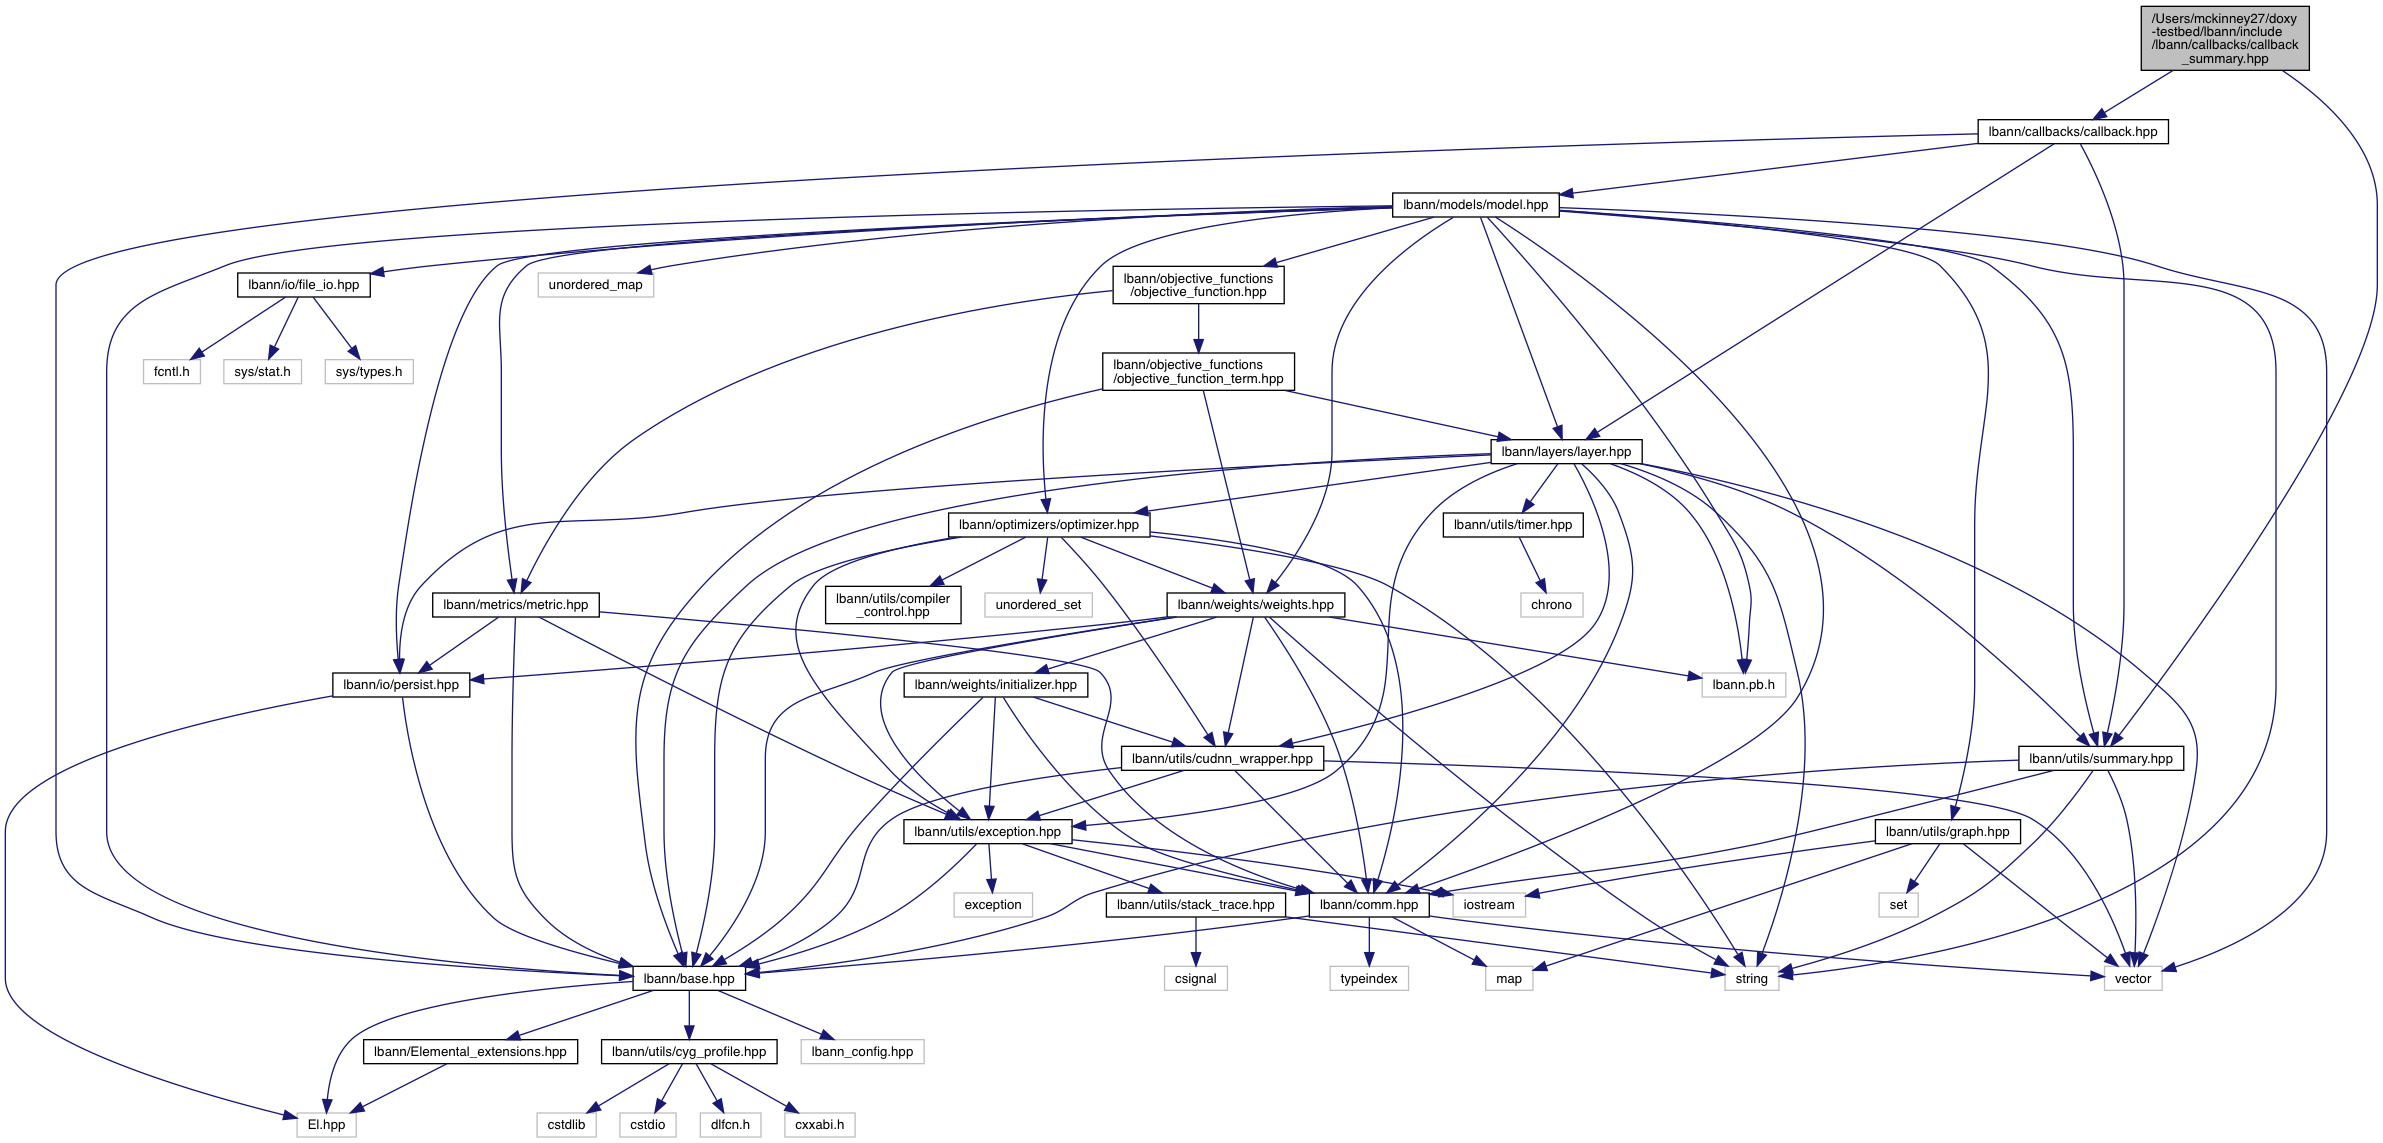 /Users/mckinney27/doxy
-testbed/lbann/include
/lbann/callbacks/callback
_summary.hpp
lbann/callbacks/callback.hpp
lbann/models/model.hpp
lbann/io/file_io.hpp
unordered_map
lbann/objective_functions
/objective_function.hpp
fcntl.h
sys/stat.h
sys/types.h
lbann/objective_functions
/objective_function_term.hpp
lbann/layers/layer.hpp
lbann/optimizers/optimizer.hpp
lbann/utils/timer.hpp
lbann/metrics/metric.hpp
lbann/utils/compiler
_control.hpp
unordered_set
lbann/weights/weights.hpp
chrono
lbann/io/persist.hpp
lbann/weights/initializer.hpp
lbann.pb.h
lbann/utils/cudnn_wrapper.hpp
lbann/utils/summary.hpp
lbann/utils/exception.hpp
lbann/utils/graph.hpp
exception
lbann/utils/stack_trace.hpp
lbann/comm.hpp
iostream
set
lbann/base.hpp
csignal
typeindex
map
string
vector
lbann/Elemental_extensions.hpp
lbann/utils/cyg_profile.hpp
lbann_config.hpp
El.hpp
cstdlib
cstdio
dlfcn.h
cxxabi.h